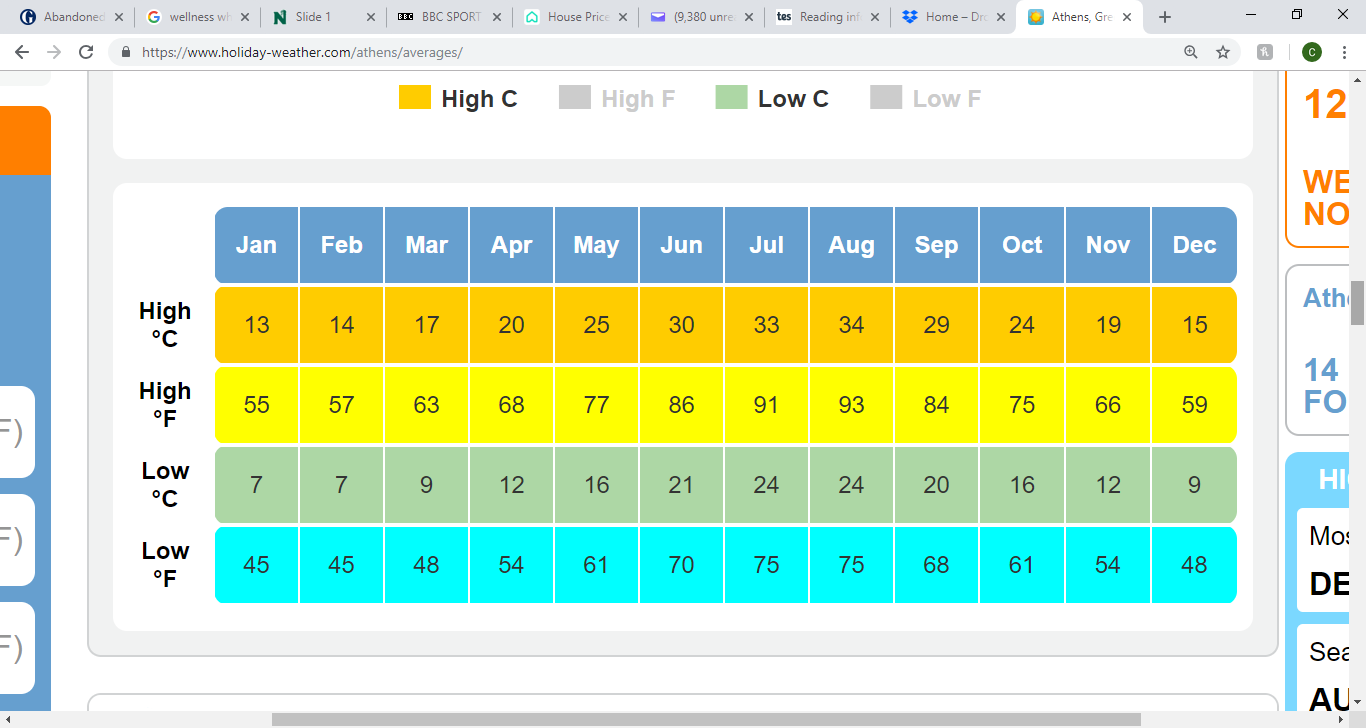 Abandoned
wellness wh
Slide 1
BBC BBC SPORT
House Price
(9,380 unre
tes Reading inf
Home – Dro
Athens, Gre
https://www.holiday-weather.com/athens/averages/
C
High C High F Low C Low F
Jan Feb Mar Apr May Jun Jul Aug Sep Oct Nov Dec
High °C 13 14 17 20 25 30 33 34 29 24 19 15
High °F 55 57 63 68 77 86 91 93 84 75 66 59
Low °C 7 7 9 12 16 21 24 24 20 16 12 9
Low °F 45 45 48 54 61 70 75 75 68 61 54 48
F)
F)
F)
12
WE
NO
Ath
14
FO
HI
Mos
DE
Sea
AU